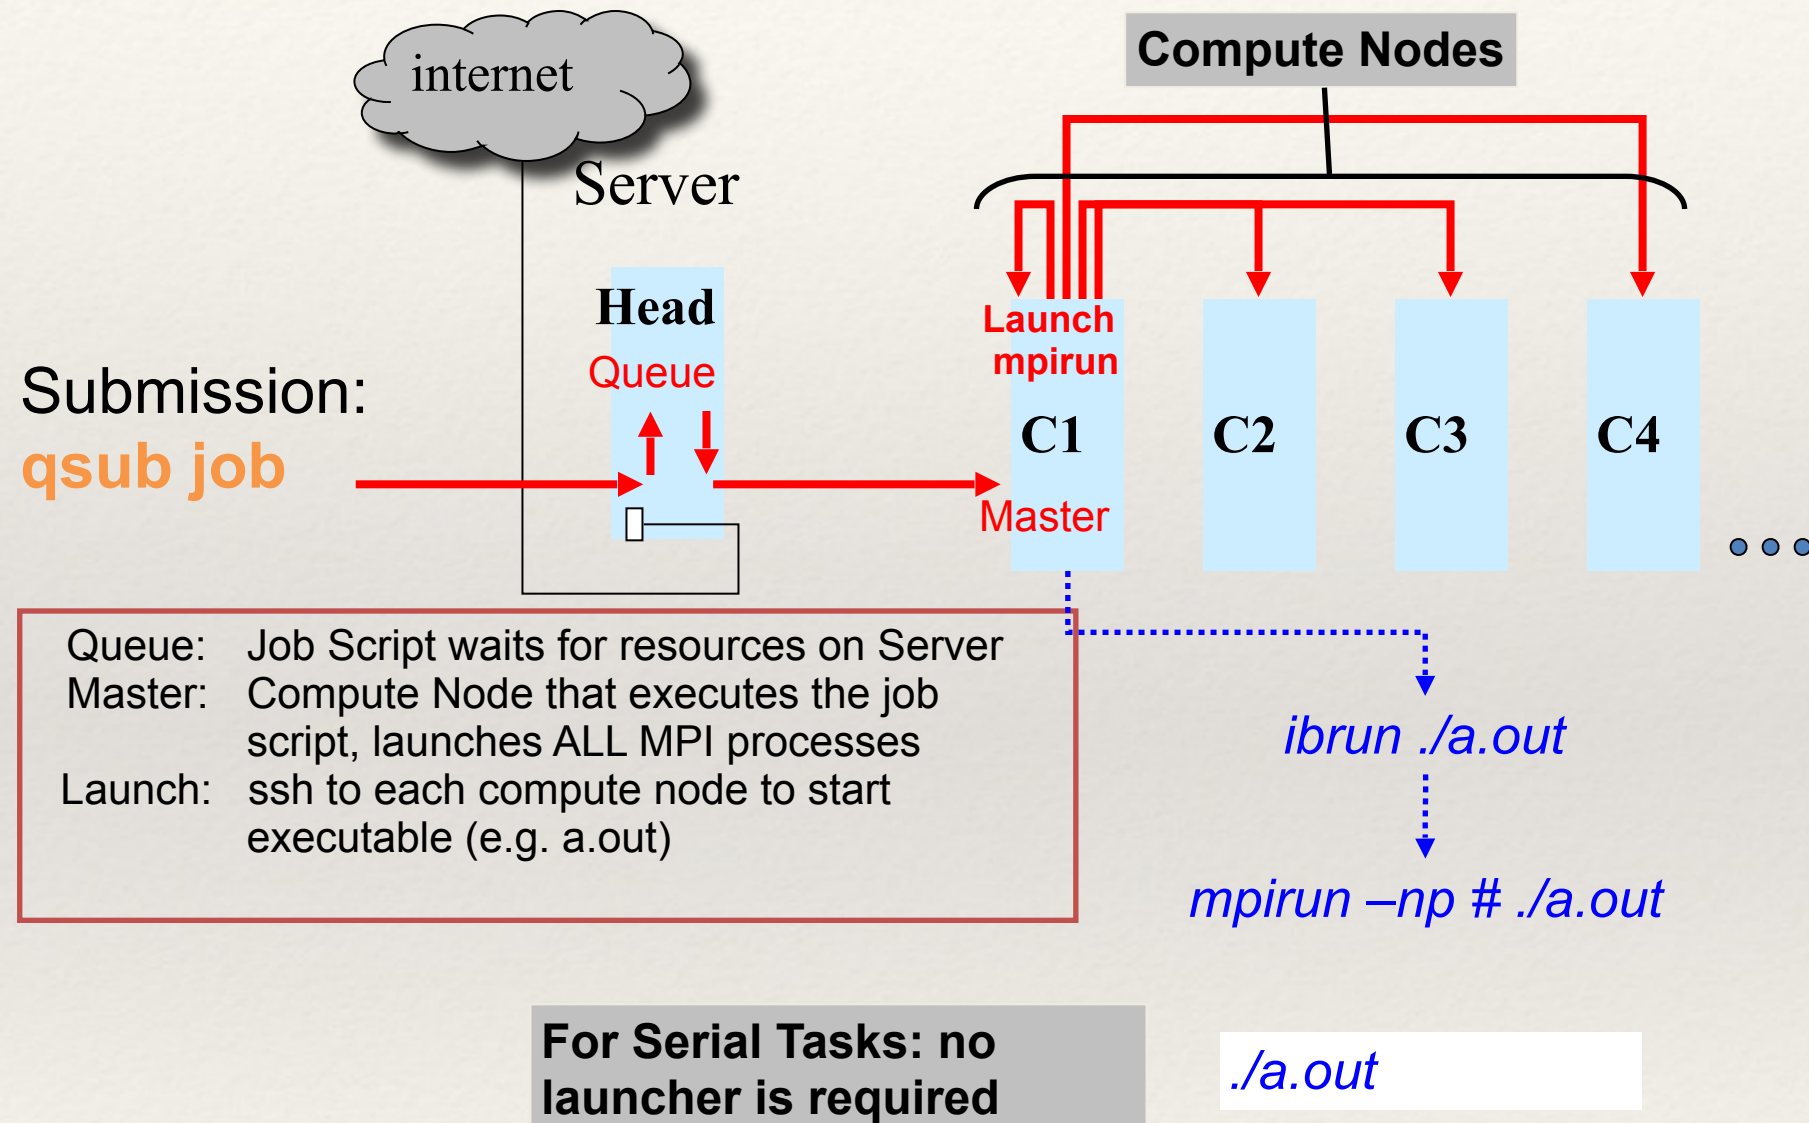 internet
Compute Nodes
Server
Head
Queue
Launch
mpirun
C1
C2
C3
C4
Master
Submission:
qsub job
Queue: Job Script waits for resources on Server
Master: Compute Node that executes the job
script, launches ALL MPI processes
Launch: ssh to each compute node to start
executable (e.g. a.out)
ibrun ./a.out
mpirun –np # ./a.out
For Serial Tasks: no
launcher is required
./a.out